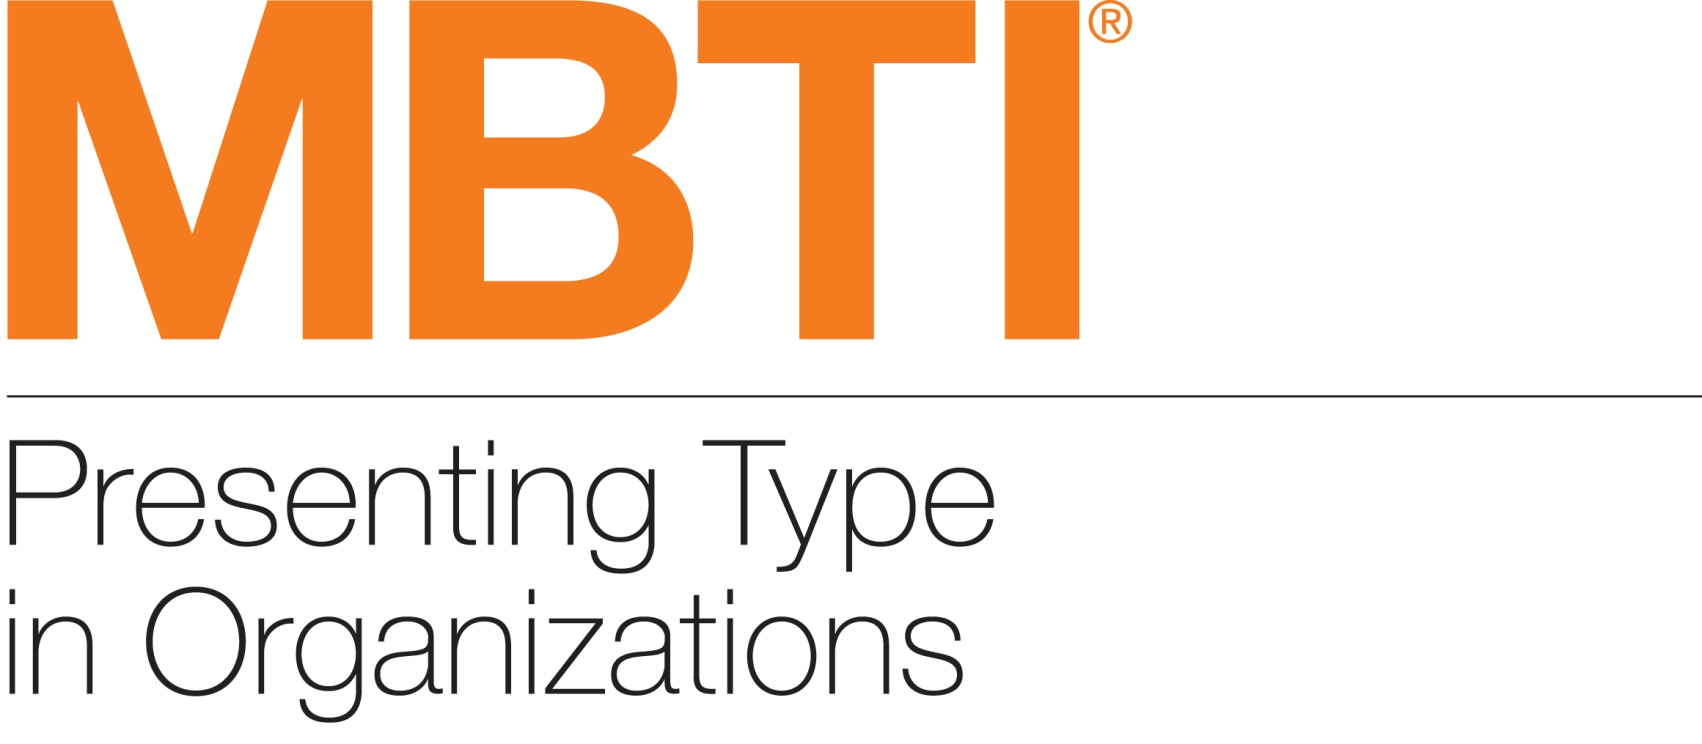 MBTI®
Presenting Type
in Organizations